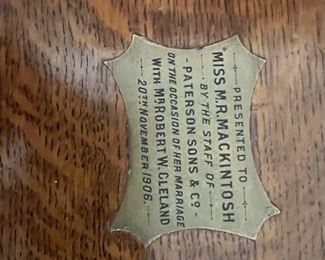 PRESENTED TO
MISS M.R. MACKINTOSH
BY THE STAFF OF
- PATERSON SONS & Cº -
ON THE OCCASION OF HER MARRIAGE
WITH Mʀ ROBERT W. CLELAND
20TH NOVEMBER 1906.